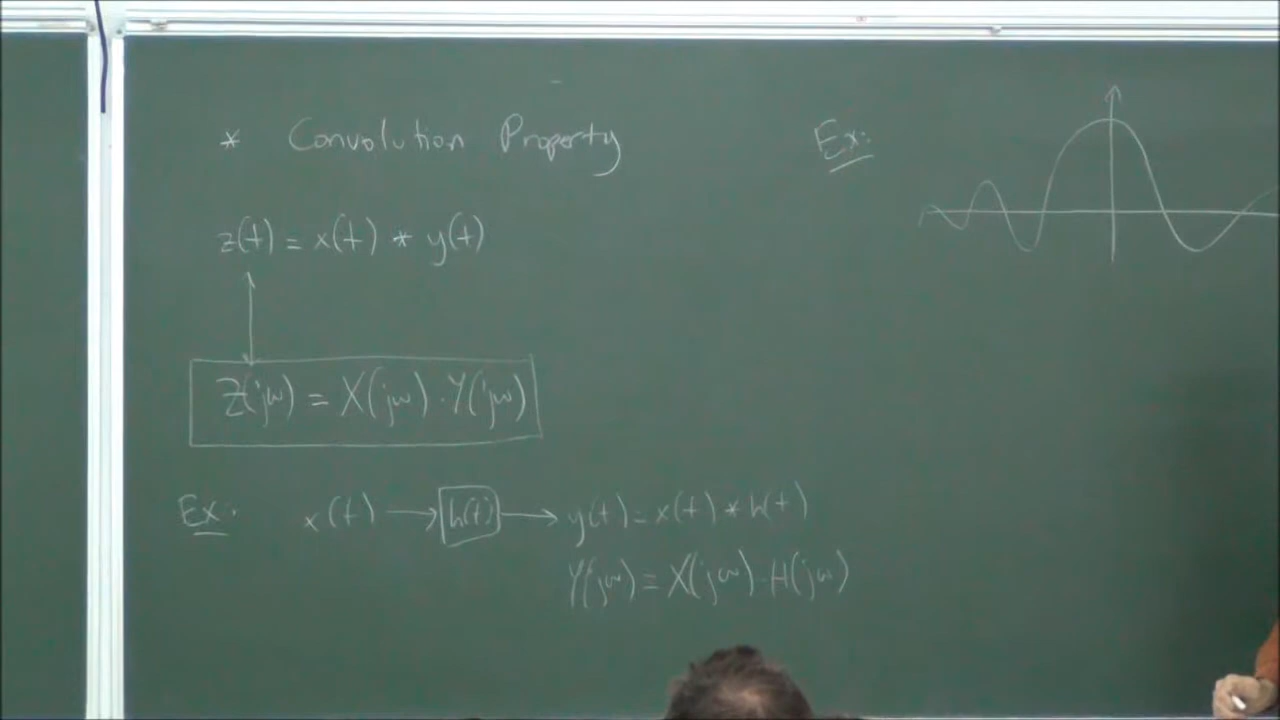 * Convolution Property
z(t) = x(t) * y(t)
Z(jω) = X(jω) · Y(jω)
Ex: x(t) → h(t) → y(t) = x(t) * h(t)
Y(jω) = X(jω) · H(jω)
Ex: